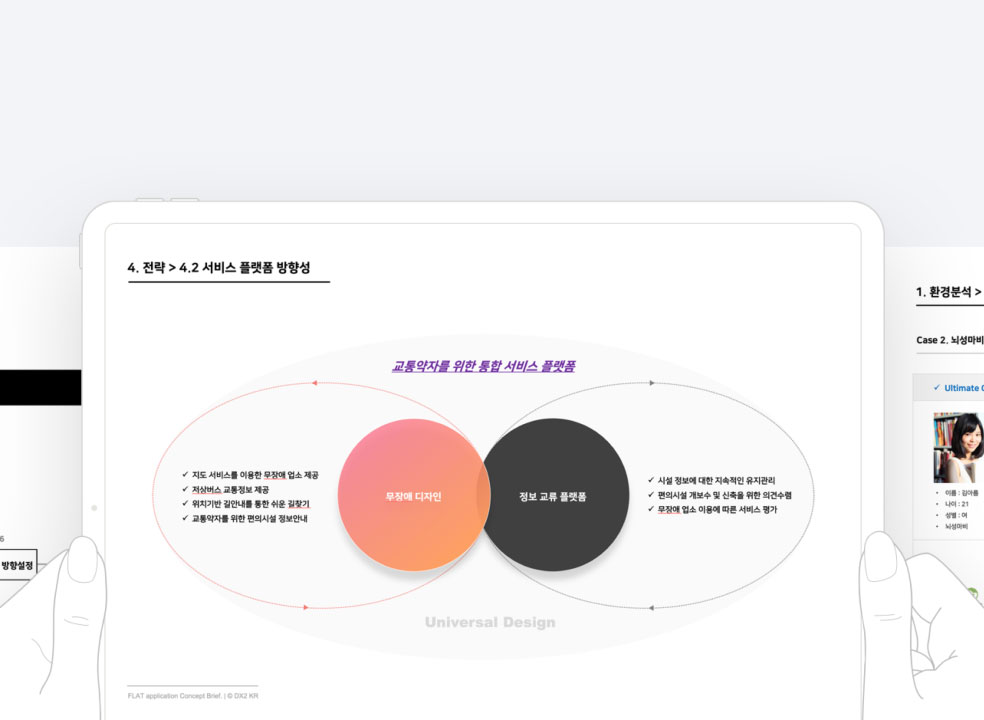 4. 전략 > 4.2 서비스 플랫폼 방향성
교통약자를 위한 통합 서비스 플랫폼
✓ 지도 서비스를 이용한 무장애 업소 제공
✓ 저상버스 교통정보 제공
✓ 위치기반 길안내를 통한 쉬운 길찾기
✓ 교통약자를 위한 편의시설 정보안내
무장애 디자인
정보 교류 플랫폼
✓ 시설 정보에 대한 지속적인 유지관리
✓ 편의시설 개보수 및 신축을 위한 의견수렴
✓ 무장애 업소 이용에 따른 서비스 평가
Universal Design
FLAT application Concept Brief. | © DX2 KR
6
방향설정
1. 환경분석 >
Case 2. 뇌성마비
✓ Ultimate
• 이름 : 김아름
• 나이 : 21
• 성별 : 여
• 뇌성마비